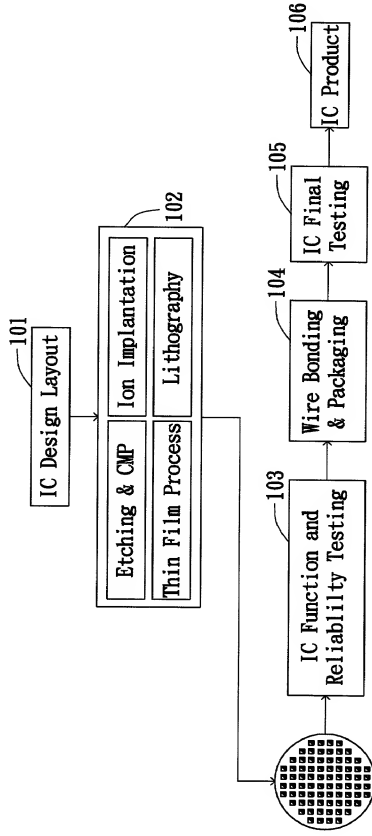 101
IC Design Layout
102
Etching & CMP
Ion Implantation
Thin Film Process
Lithography
103
IC Function and
Reliablilty Testing
104
Wire Bonding
& Packaging
105
IC Final
Testing
106
IC Product